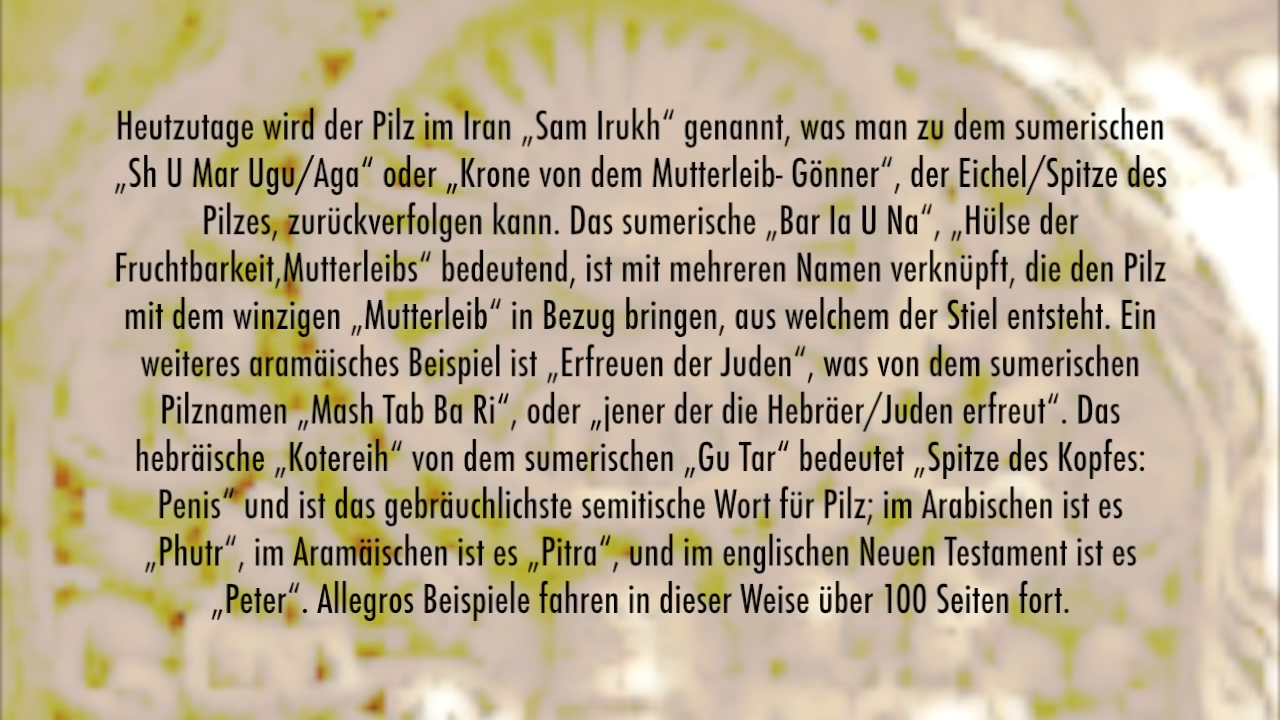 Heutzutage wird der Pilz im Iran „Sam Irukh“ genannt, was man zu dem sumerischen
„Sh U Mar Ugu/Aga“ oder „Krone von dem Mutterleib- Gönner“, der Eichel/Spitze des
Pilzes, zurückverfolgen kann. Das sumerische „Bar Ia U Na“, „Hülse der
Fruchtbarkeit,Mutterleibs“ bedeutend, ist mit mehreren Namen verknüpft, die den Pilz
mit dem winzigen „Mutterleib“ in Bezug bringen, aus welchem der Stiel entsteht. Ein
weiteres aramäisches Beispiel ist „Erfreuen der Juden“, was von dem sumerischen
Pilznamen „Mash Tab Ba Ri“, oder „jener der die Hebräer/Juden erfreut“. Das
hebräische „Kotereih“ von dem sumerischen „Gu Tar“ bedeutet „Spitze des Kopfes:
Penis“ und ist das gebräuchlichste semitische Wort für Pilz; im Arabischen ist es
„Phutr“, im Aramäischen ist es „Pitra“, und im englischen Neuen Testament ist es
„Peter“. Allegros Beispiele fahren in dieser Weise über 100 Seiten fort.